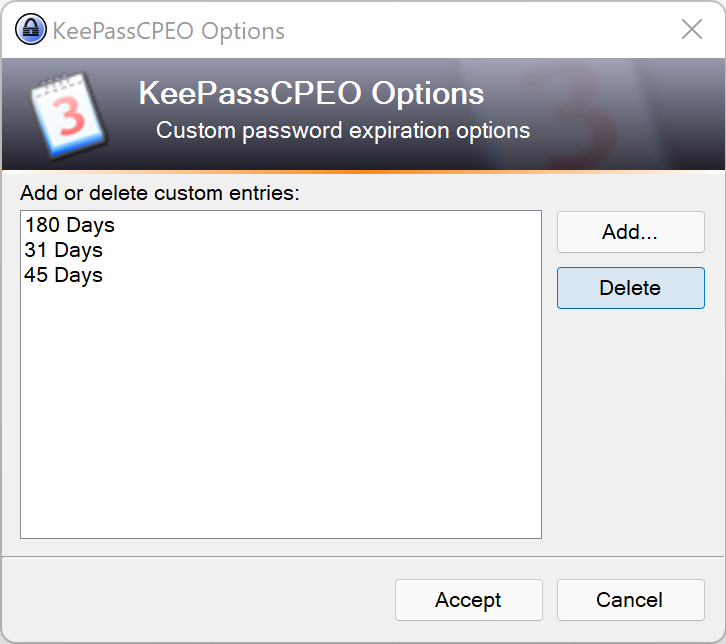 KeePassCPEO Options
KeePassCPEO Options
3
Custom password expiration options
Add or delete custom entries:
180 Days
31 Days
45 Days
Add...
Delete
Accept
Cancel